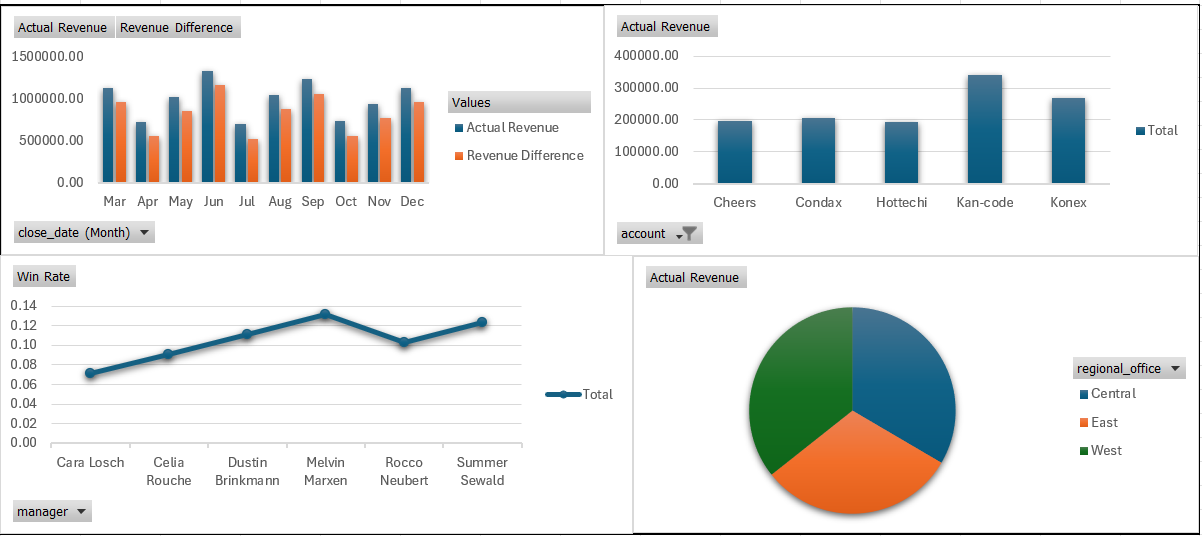 Actual Revenue Revenue Difference
1500000.00
1000000.00
500000.00
0.00
Mar Apr May Jun Jul Aug Sep Oct Nov Dec
Values
Actual Revenue
Revenue Difference
close_date (Month)
Actual Revenue
400000.00
300000.00
200000.00
100000.00
0.00
Cheers Condax Hottechi Kan-code Konex
Total
account
Win Rate
0.14
0.12
0.10
0.08
0.06
0.04
0.02
0.00
Cara Losch Celia Dustin Melvin Rocco Summer
Rouche Brinkmann Marxen Neubert Sewald
Total
manager
Actual Revenue
regional_office
Central
East
West